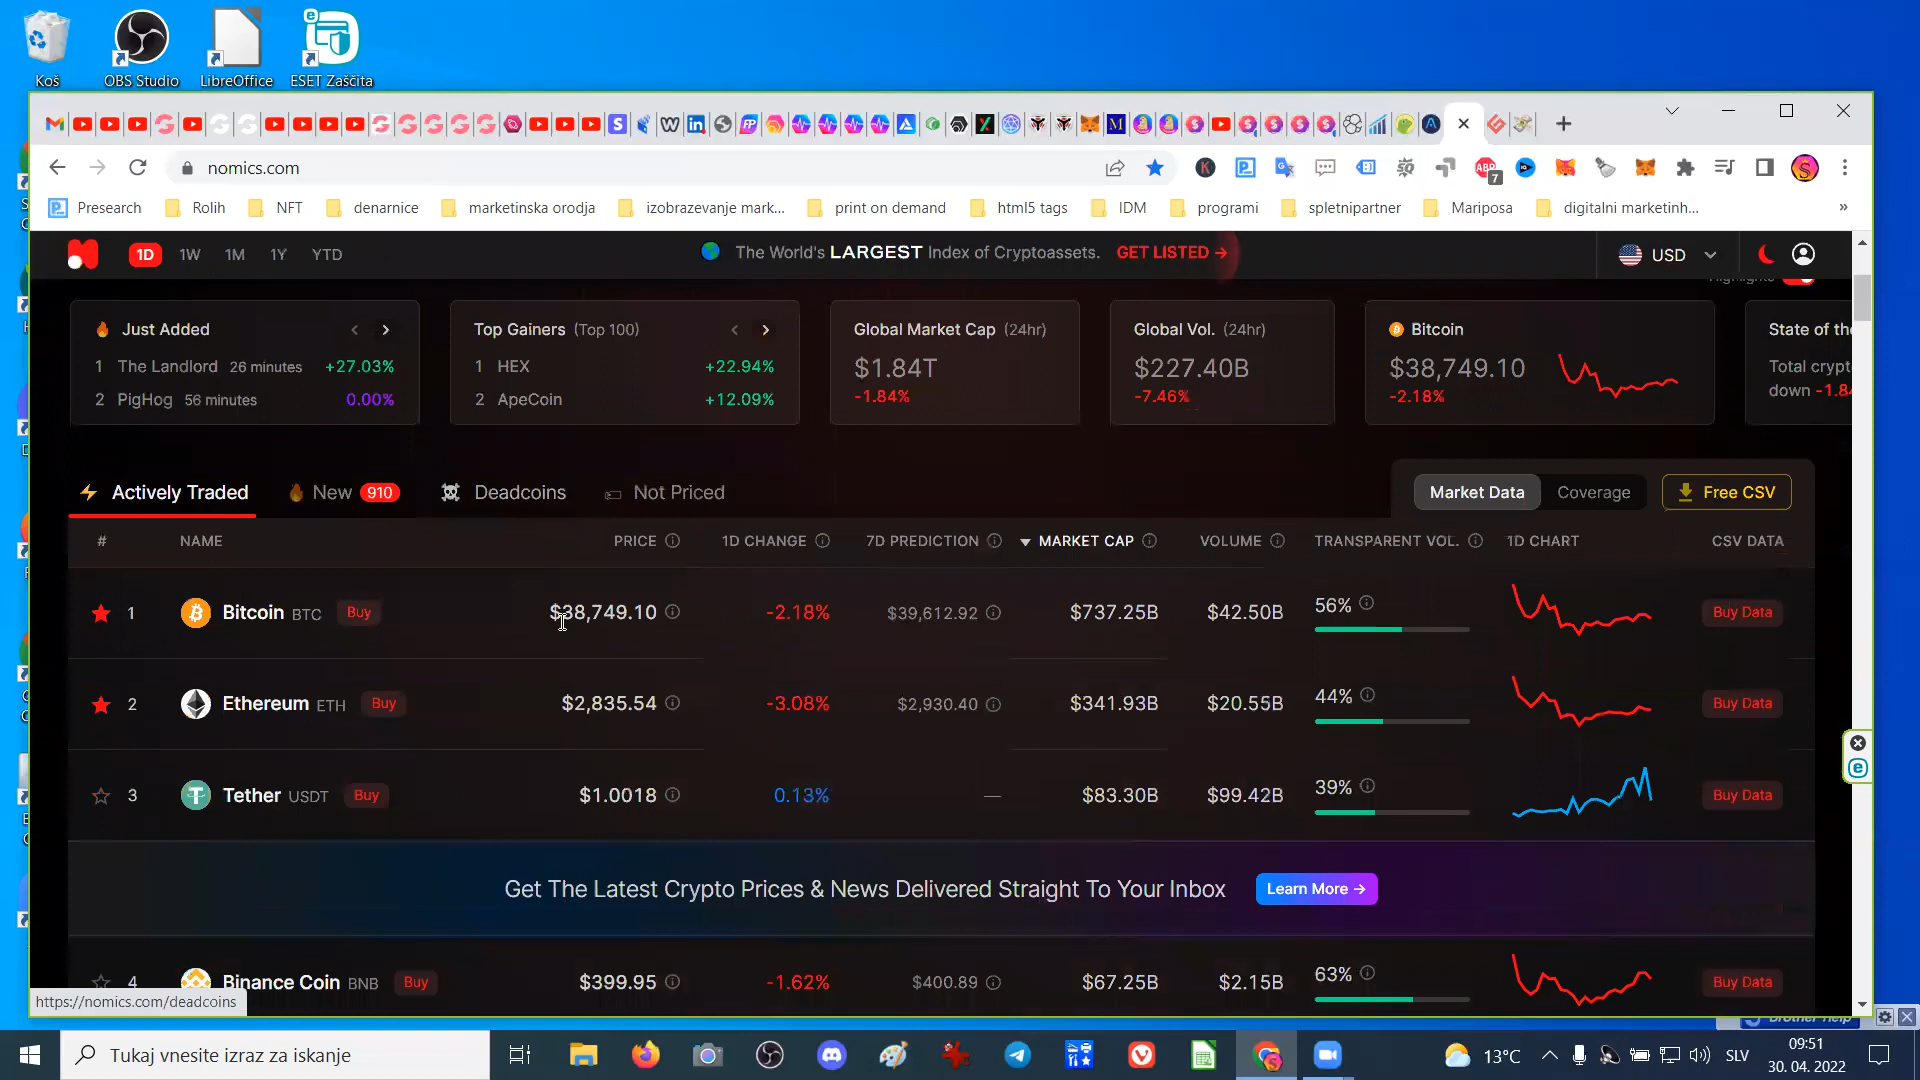 Koš
OBS Studio
LibreOffice
ESET Zaščita
nomics.com
ABP
7
Presearch
Rolih
NFT
denarnice
marketinska orodja
izobrazevanje mark...
print on demand
html5 tags
IDM
programi
spletnipartner
Mariposa
digitalni marketinh...
»
1D 1W 1M 1Y YTD
The World's LARGEST Index of Cryptoassets. GET LISTED →
USD
Just Added
1 The Landlord 26 minutes +27.03%
2 PigHog 56 minutes 0.00%
Top Gainers (Top 100)
1 HEX +22.94%
2 ApeCoin +12.09%
Global Market Cap (24hr)
$1.84T
-1.84%
Global Vol. (24hr)
$227.40B
-7.46%
Bitcoin
$38,749.10
-2.18%
State of the
Total crypt
down -1.84
Actively Traded
New 910
Deadcoins
Not Priced
Market Data
Coverage
Free CSV
# NAME PRICE 1D CHANGE 7D PREDICTION MARKET CAP VOLUME TRANSPARENT VOL. 1D CHART CSV DATA
1 Bitcoin BTC Buy $38,749.10 -2.18% $39,612.92 $737.25B $42.50B 56% Buy Data
2 Ethereum ETH Buy $2,835.54 -3.08% $2,930.40 $341.93B $20.55B 44% Buy Data
3 Tether USDT Buy $1.0018 0.13% — $83.30B $99.42B 39% Buy Data
Get The Latest Crypto Prices & News Delivered Straight To Your Inbox Learn More →
4 Binance Coin BNB Buy $399.95 -1.62% $400.89 $67.25B $2.15B 63% Buy Data
https://nomics.com/deadcoins
Tukaj vnesite izraz za iskanje
13°C
SLV
09:51
30. 04. 2022